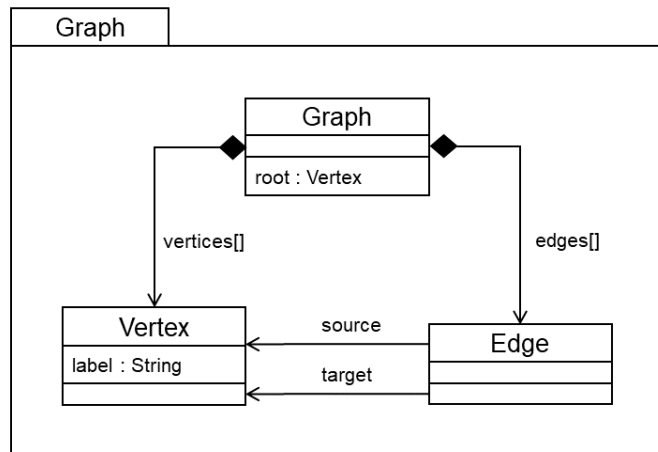 Graph
Graph
root : Vertex
vertices[]
edges[]
Vertex
label : String
source
target
Edge